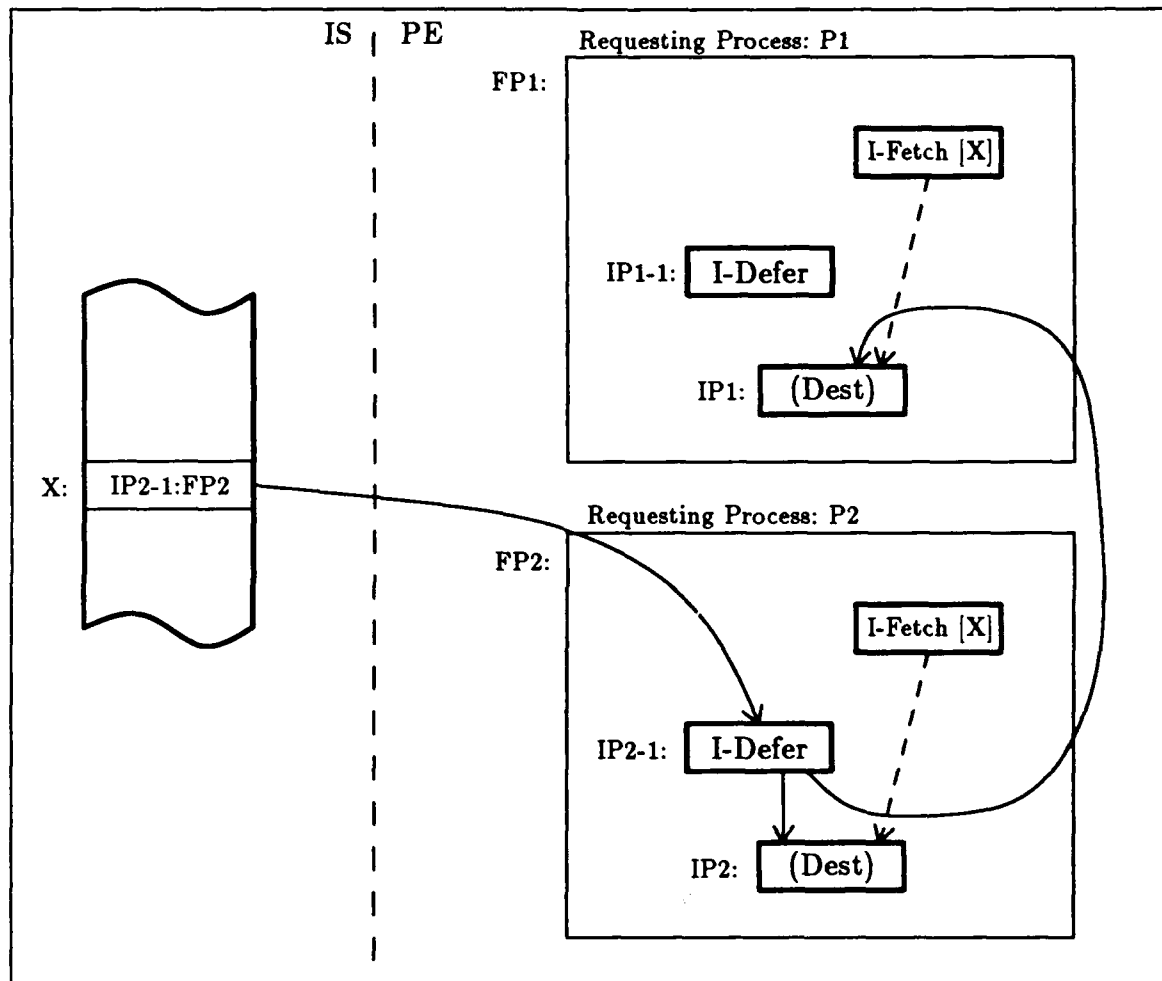 IS PE
Requesting Process: P1
FP1:
I-Fetch [X]
IP1-1: I-Defer
IP1: (Dest)
X: IP2-1:FP2
Requesting Process: P2
FP2:
I-Fetch [X]
IP2-1: I-Defer
IP2: (Dest)